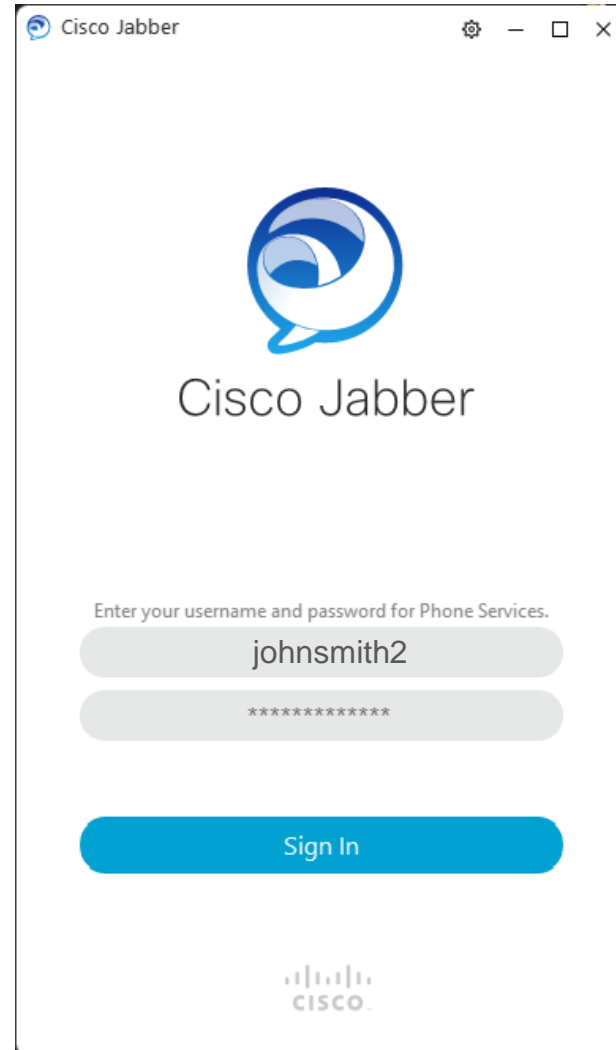 Cisco Jabber
Cisco Jabber
Enter your username and password for Phone Services.
johnsmith2
*************
Sign In
CISCO.